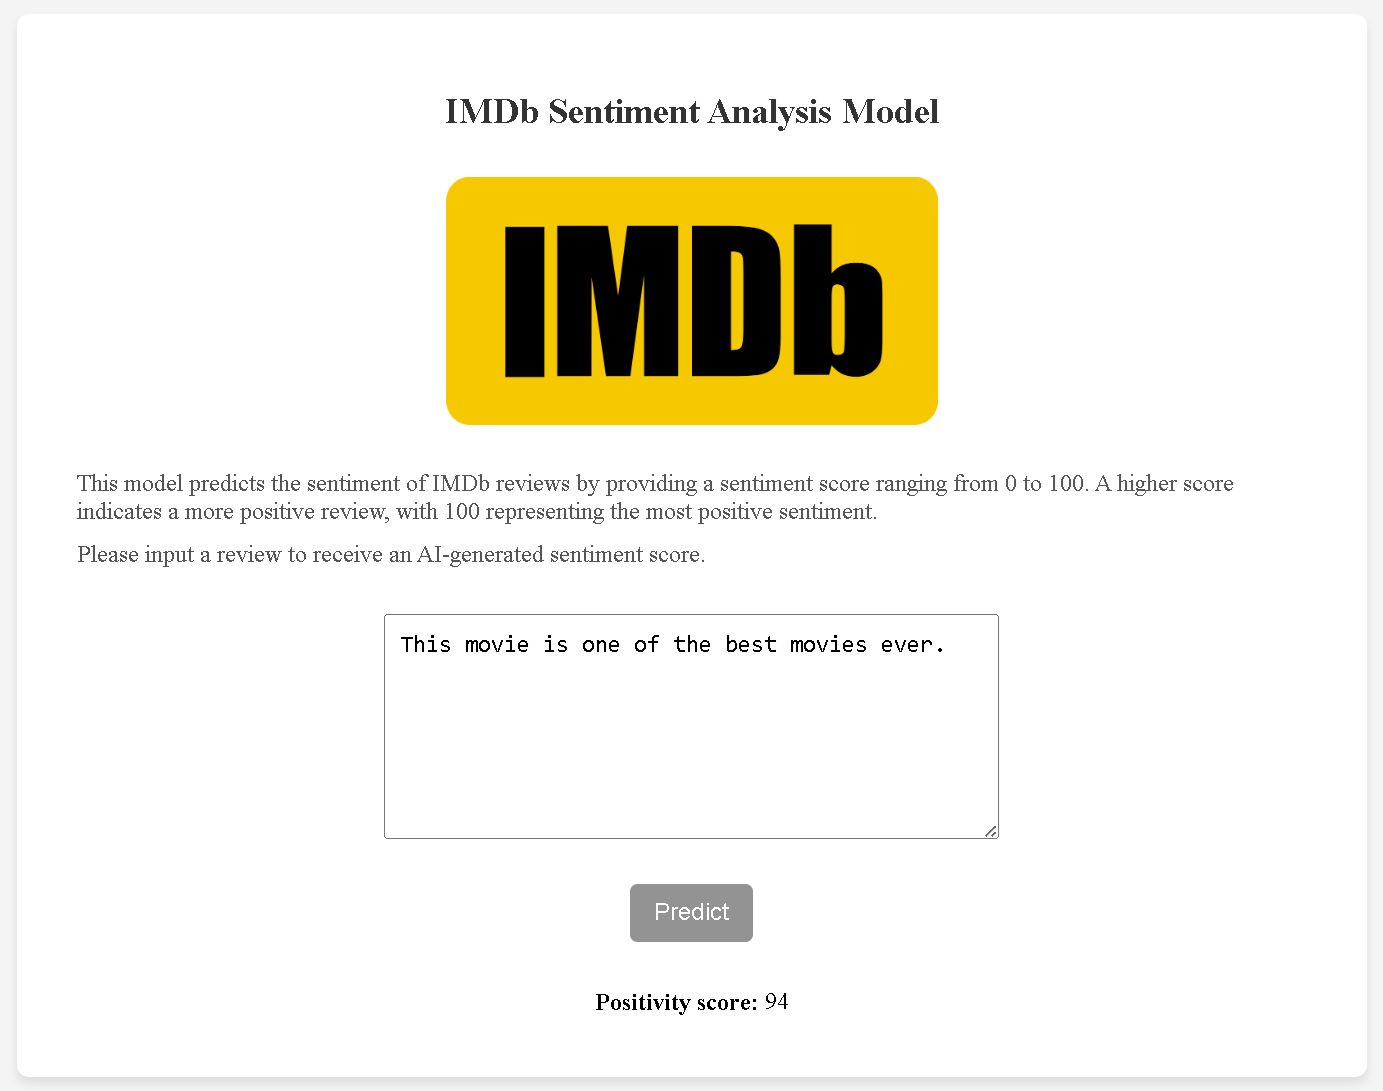 IMDb Sentiment Analysis Model
IMDb
This model predicts the sentiment of IMDb reviews by providing a sentiment score ranging from 0 to 100. A higher score
indicates a more positive review, with 100 representing the most positive sentiment.
Please input a review to receive an AI-generated sentiment score.
This movie is one of the best movies ever.
Predict
Positivity score: 94